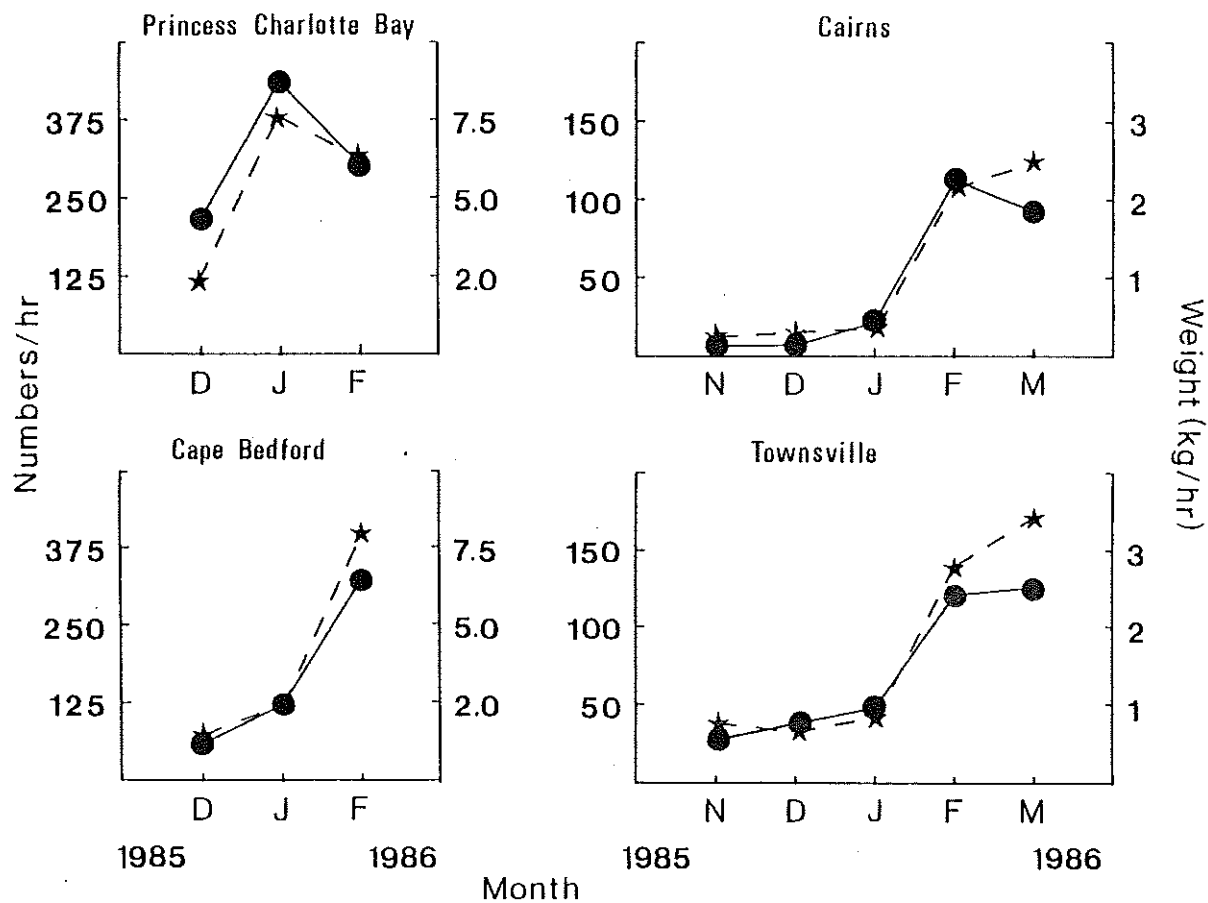 Princess Charlotte Bay
Numbers/hr
375
250
125
7.5
5.0
2.0
D J F
Cairns
150
100
50
3
2
1
Weight (kg/hr)
N D J F M
Cape Bedford
375
250
125
7.5
5.0
2.0
D J F
1985 1986
Townsville
150
100
50
3
2
1
N D J F M
1985 1986
Month